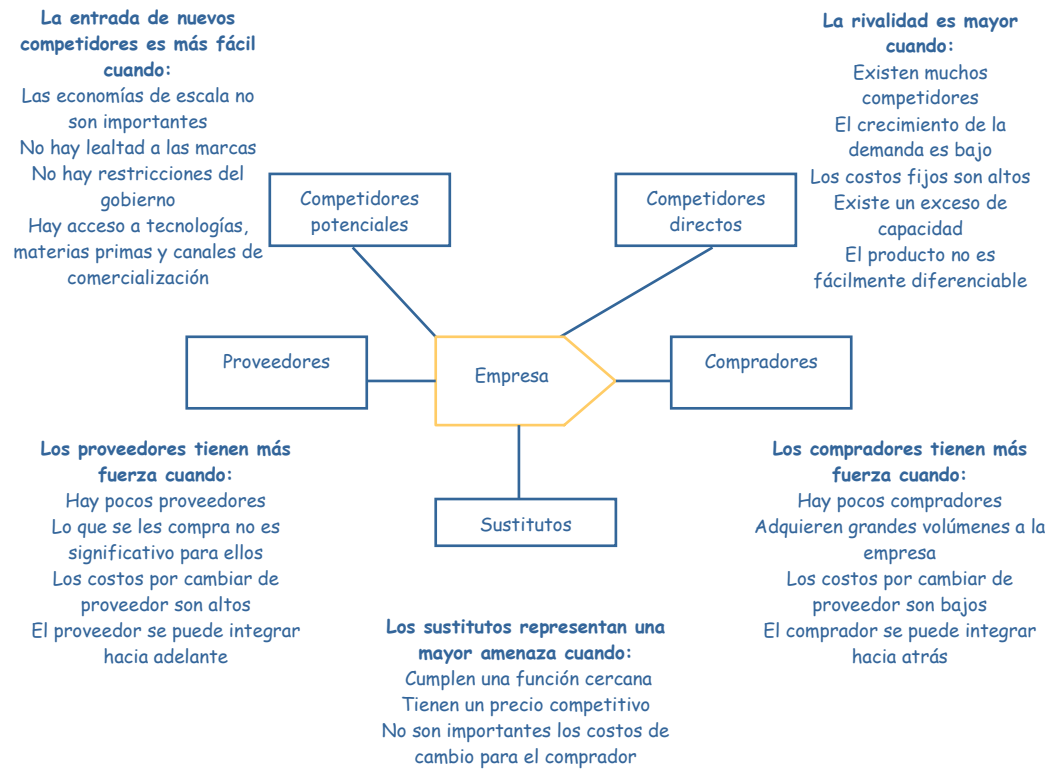 La entrada de nuevos
competidores es más fácil
cuando:
Las economías de escala no
son importantes
No hay lealtad a las marcas
No hay restricciones del
gobierno
Hay acceso a tecnologías,
materias primas y canales de
comercialización
La rivalidad es mayor
cuando:
Existen muchos
competidores
El crecimiento de la
demanda es bajo
Los costos fijos son altos
Existe un exceso de
capacidad
El producto no es
fácilmente diferenciable
Competidores
potenciales
Competidores
directos
Proveedores
Empresa
Compradores
Sustitutos
Los proveedores tienen más
fuerza cuando:
Hay pocos proveedores
Lo que se les compra no es
significativo para ellos
Los costos por cambiar de
proveedor son altos
El proveedor se puede integrar
hacia adelante
Los sustitutos representan una
mayor amenaza cuando:
Cumplen una función cercana
Tienen un precio competitivo
No son importantes los costos de
cambio para el comprador
Los compradores tienen más
fuerza cuando:
Hay pocos compradores
Adquieren grandes volúmenes a la
empresa
Los costos por cambiar de
proveedor son bajos
El comprador se puede integrar
hacia atrás